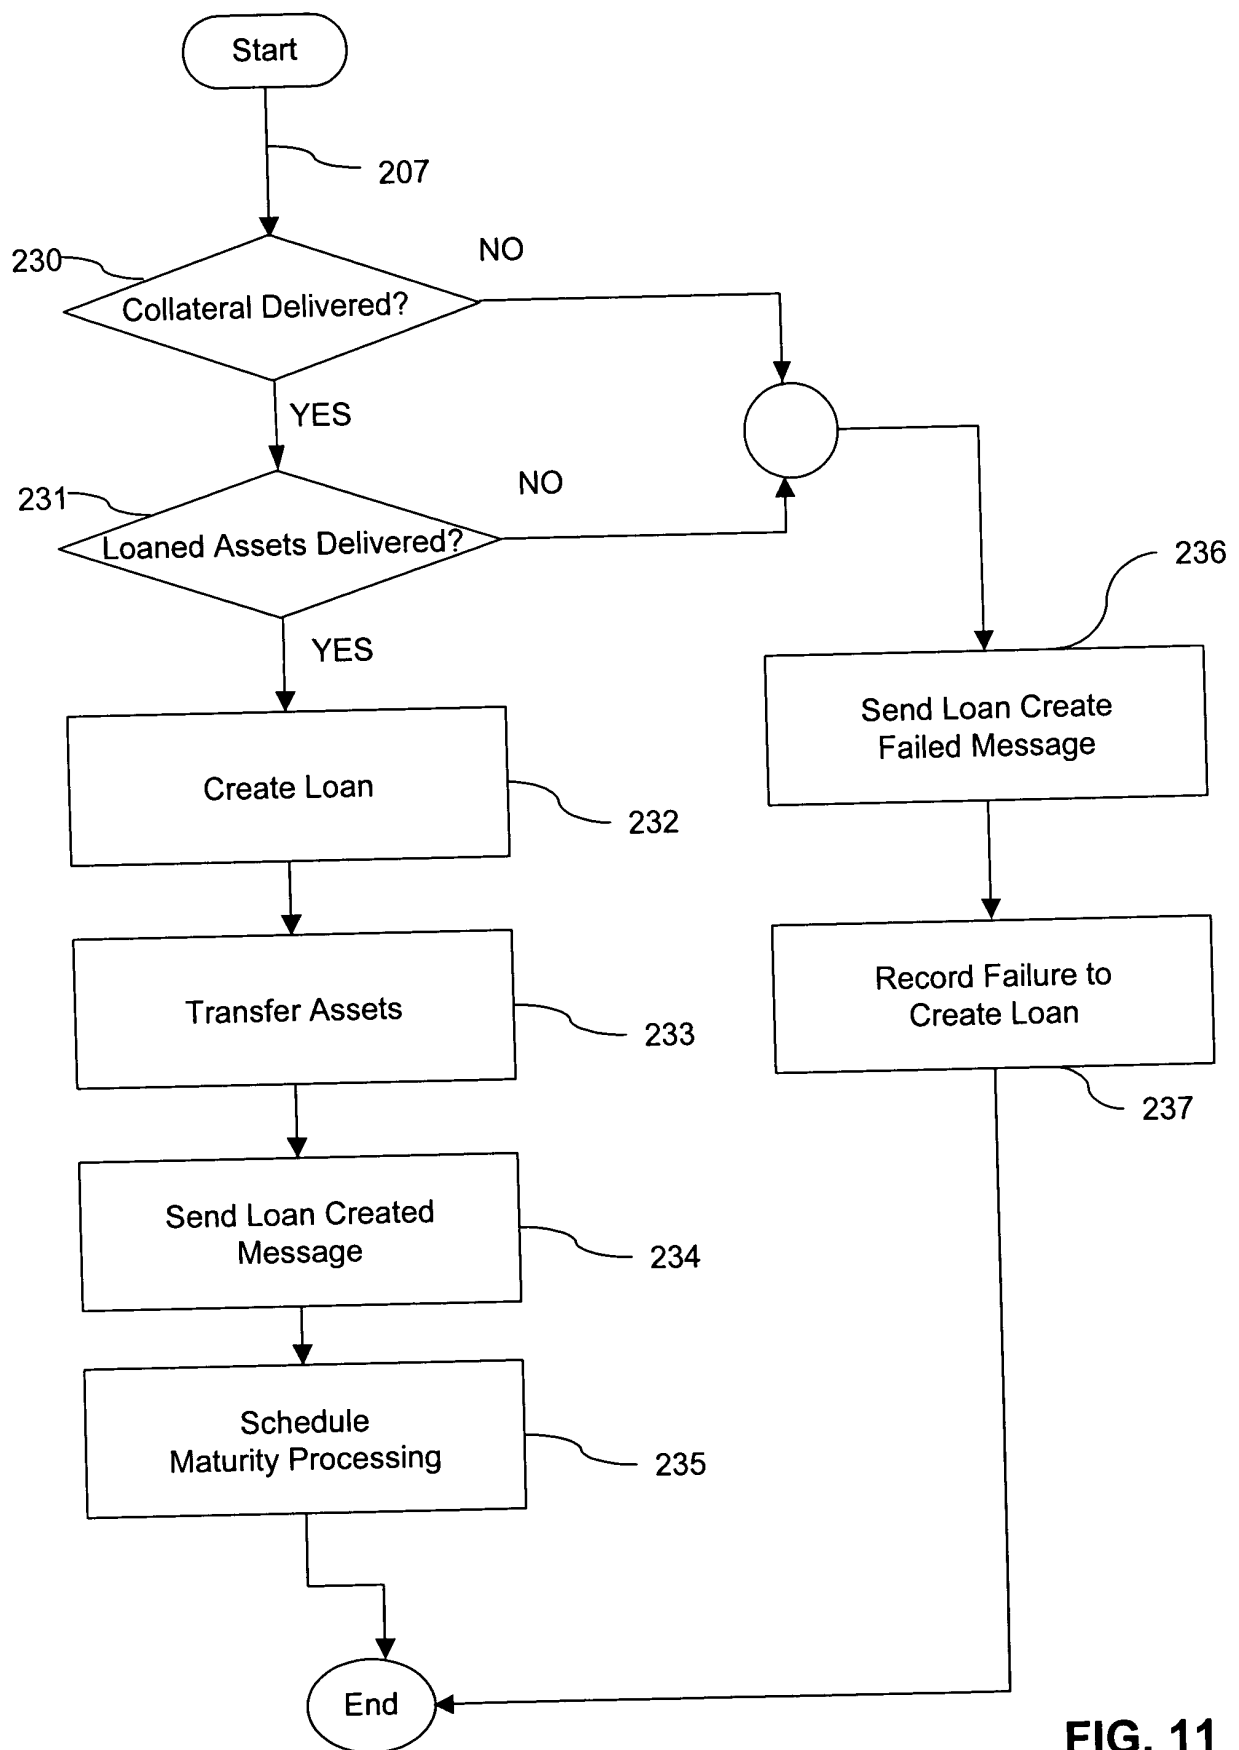 Start
207
230
NO
Collateral Delivered?
YES
231
NO
Loaned Assets Delivered?
236
YES
Send Loan Create
Failed Message
Create Loan
232
Record Failure to
Create Loan
Transfer Assets
233
237
Send Loan Created
Message
234
Schedule
Maturity Processing
235
End
FIG. 11